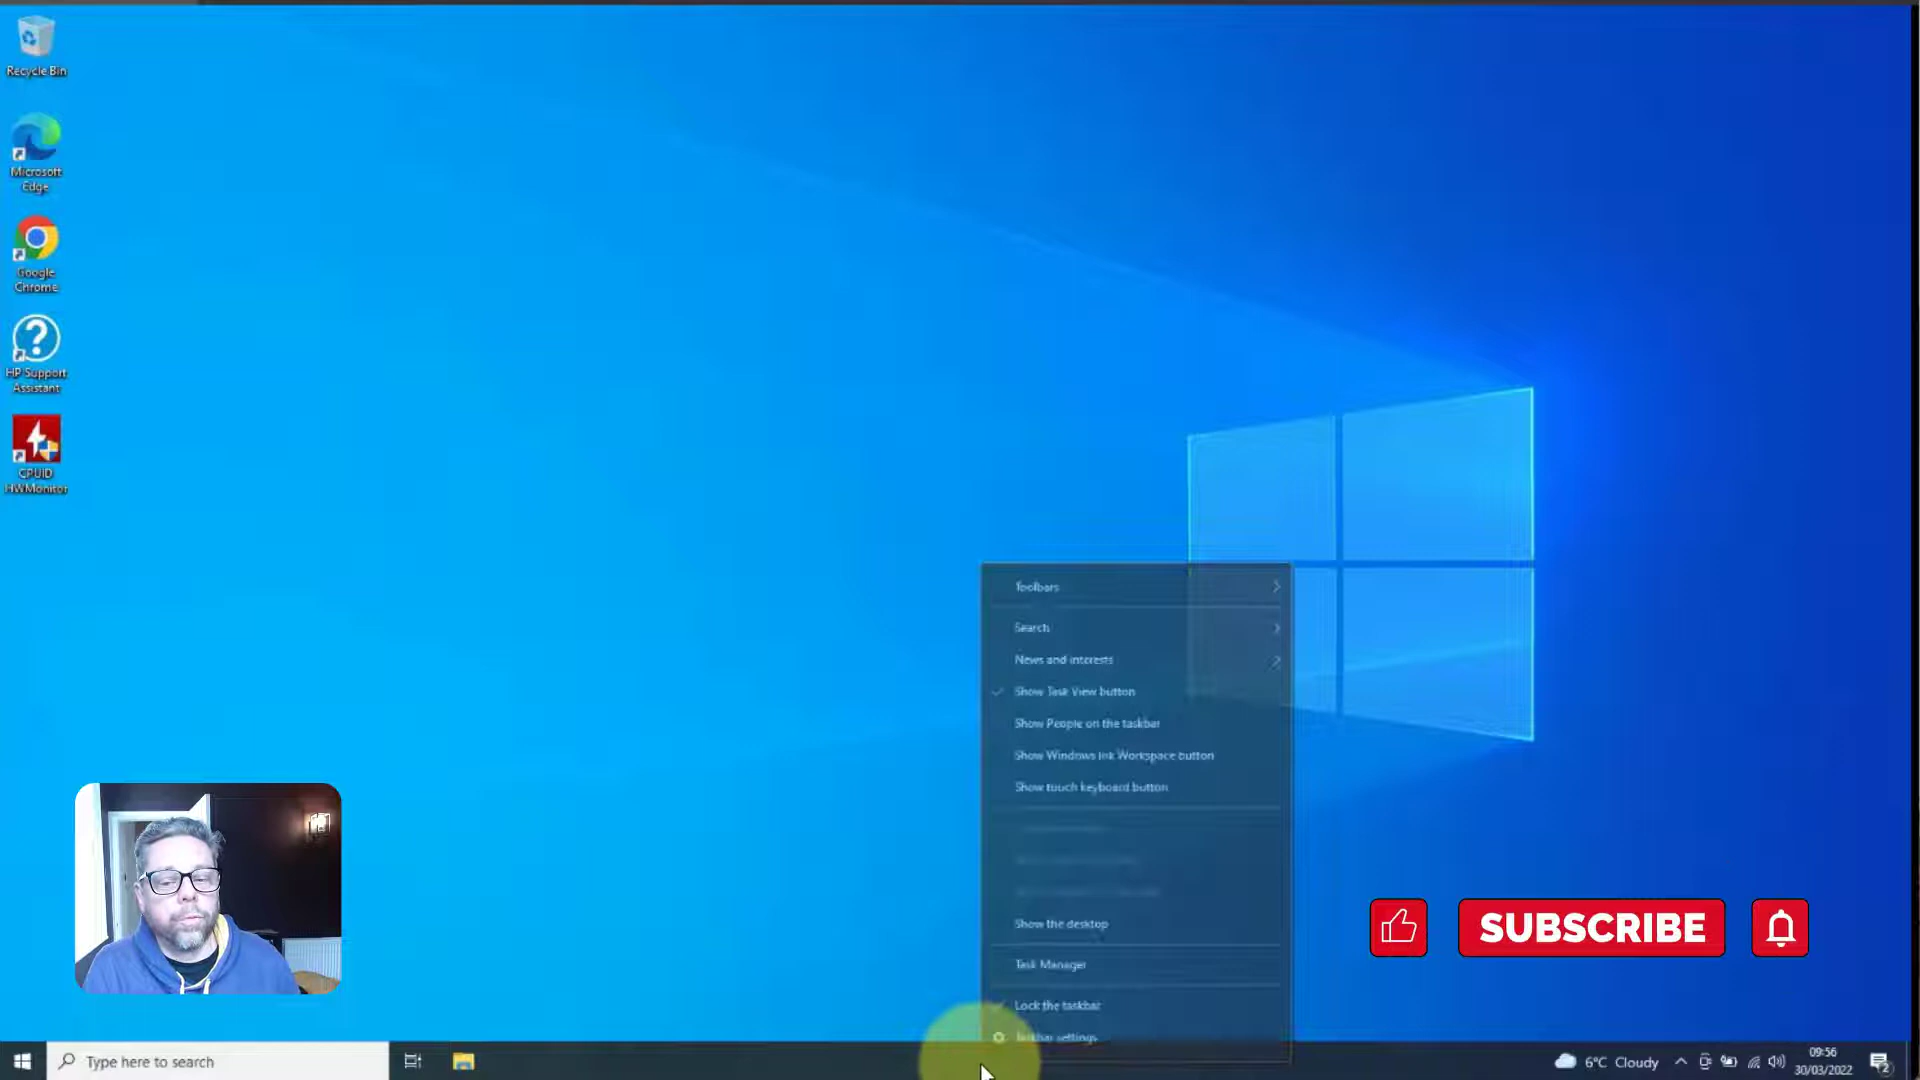 Recycle Bin
Microsoft
Edge
Google
Chrome
HP Support
Assistant
CPUID
HWMonitor
Toolbars
Search
News and interests
Show Task View button
Show People on the taskbar
Show Windows Ink Workspace button
Show touch keyboard button
Show the desktop
Task Manager
Lock the taskbar
Taskbar settings
SUBSCRIBE
Type here to search
6°C Cloudy
09:56
30/03/2022
2